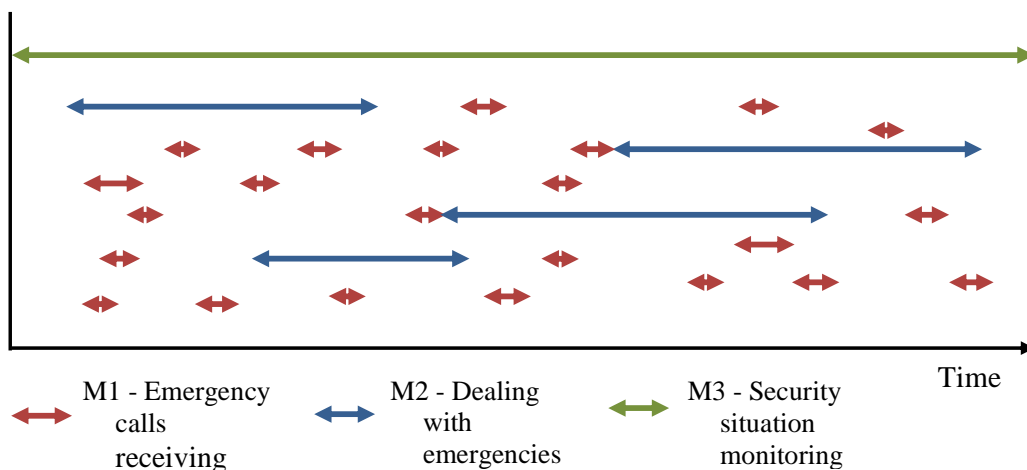 Time
M1 - Emergency
calls
receiving
M2 - Dealing
with
emergencies
M3 - Security
situation
monitoring